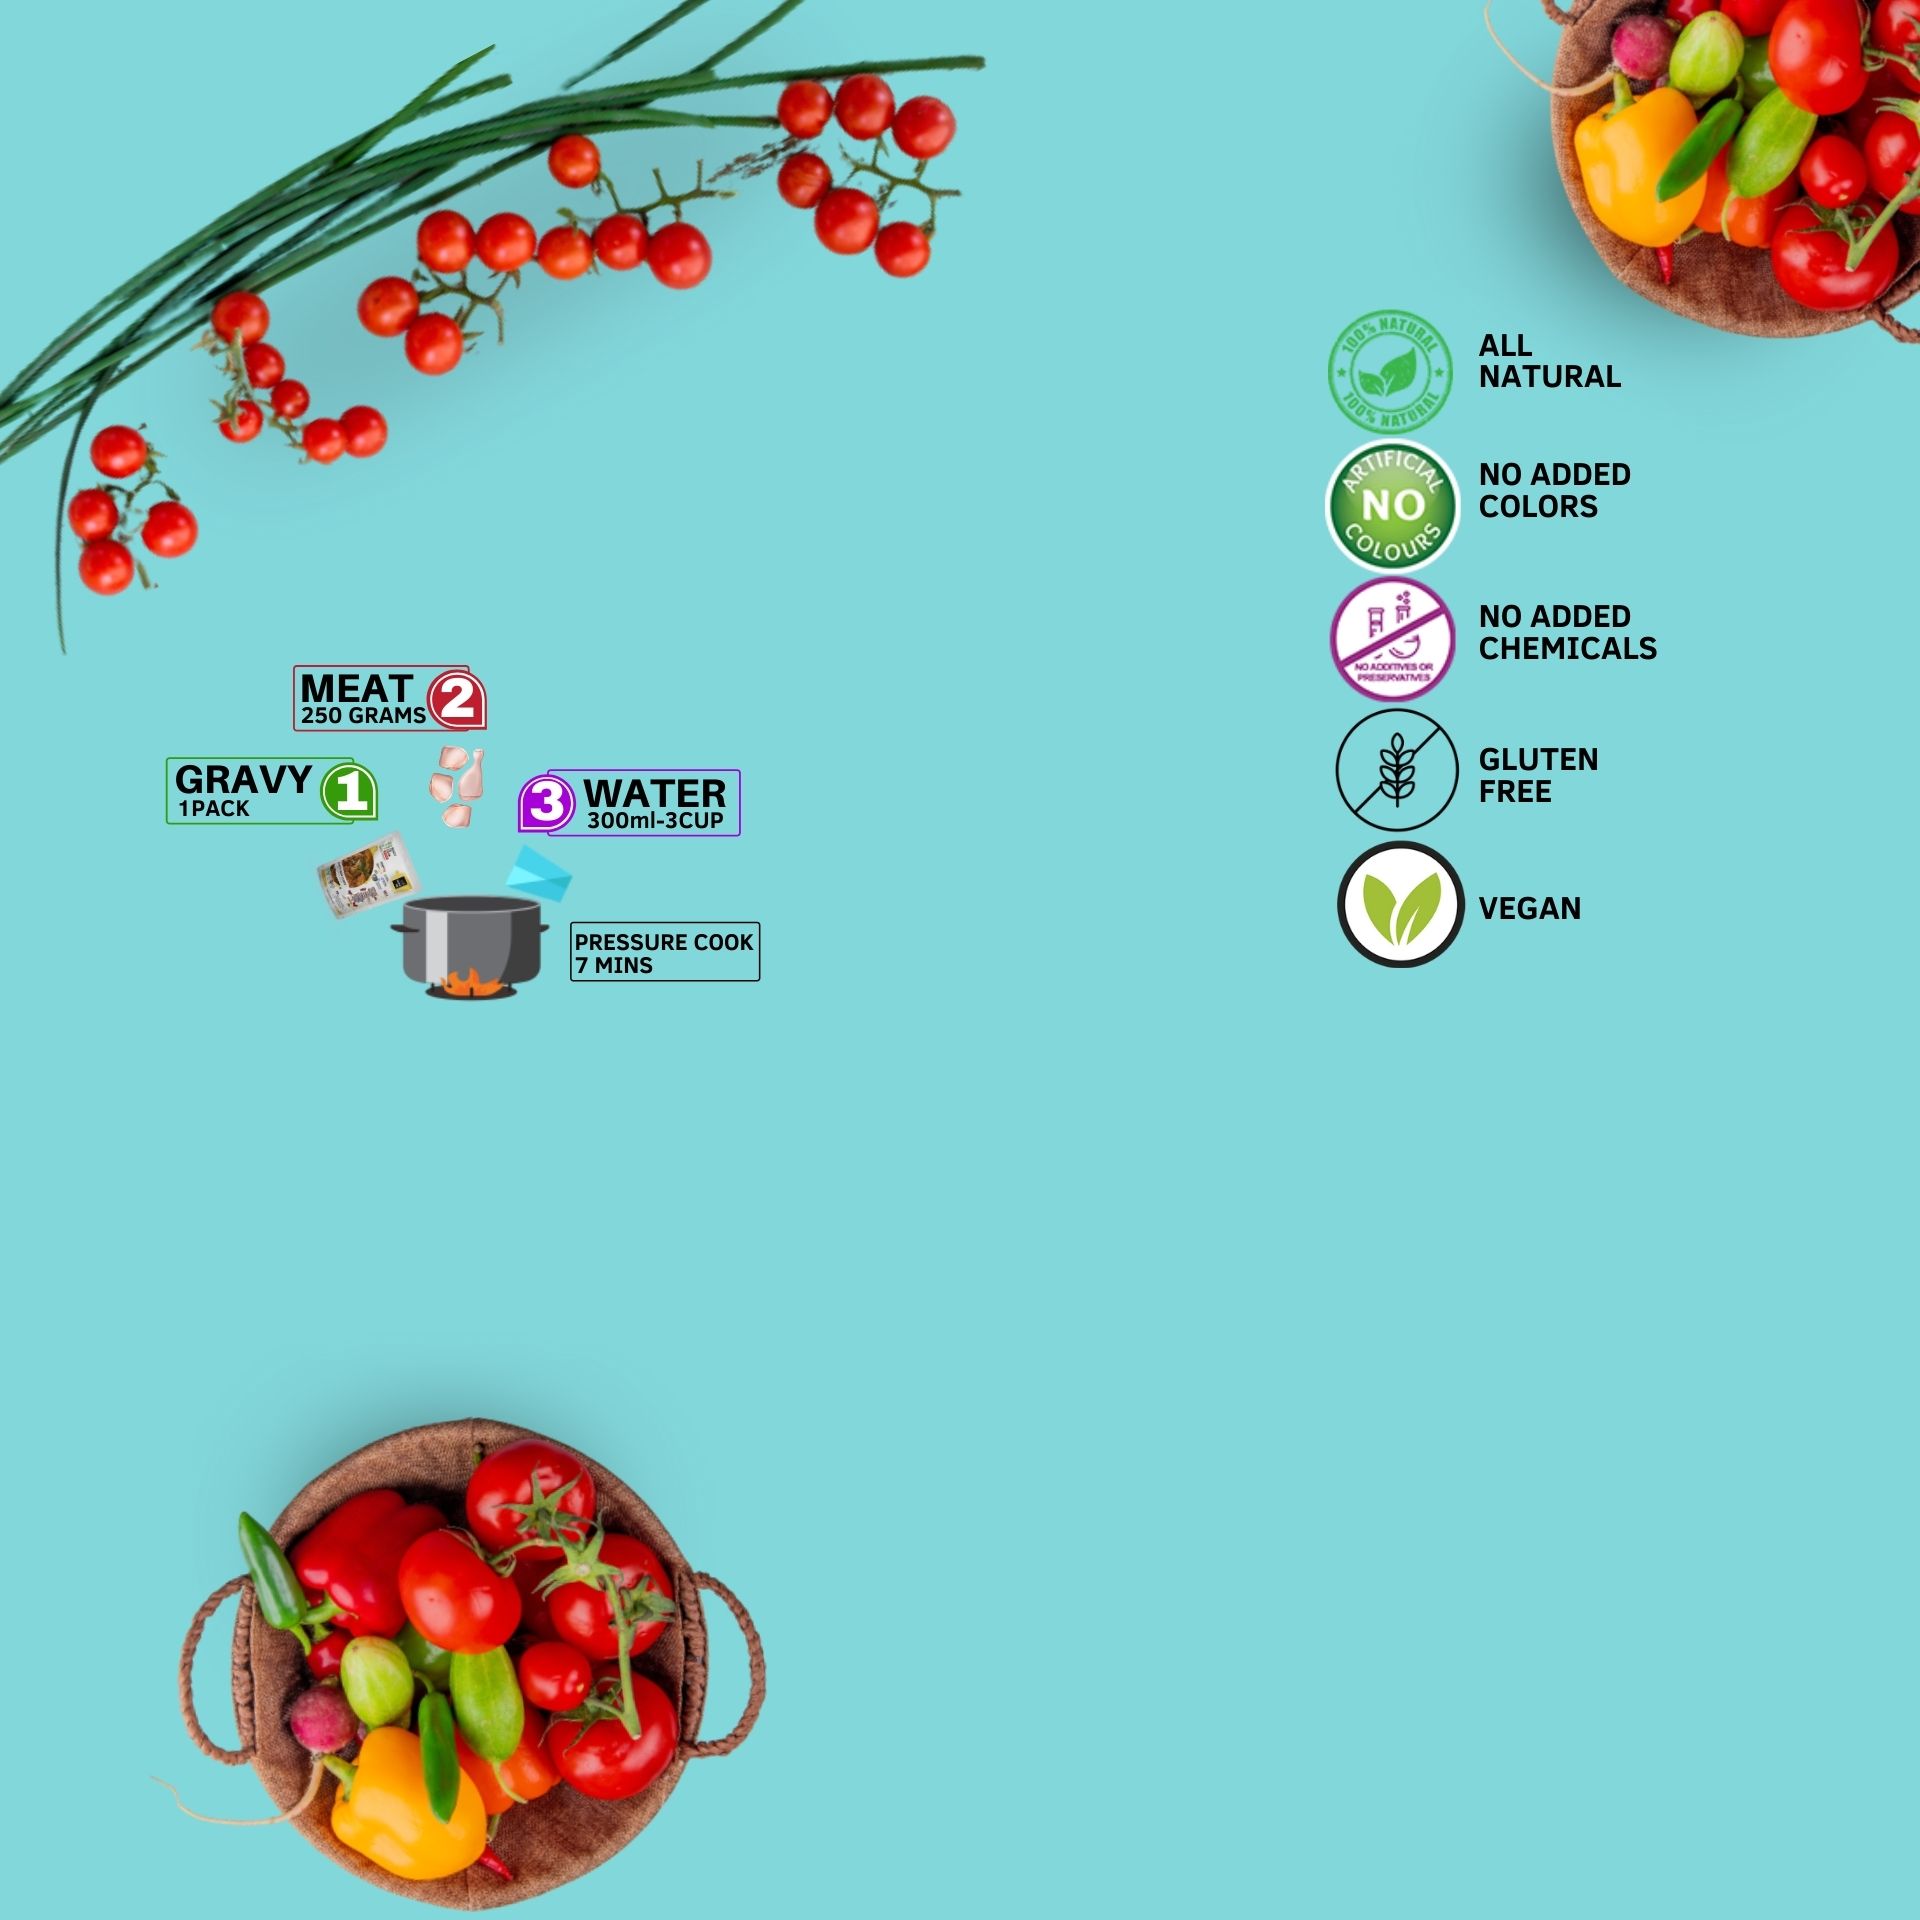 100% NATURAL
100% NATURAL
ALL
NATURAL
ARTIFICIAL
NO
COLOURS
NO ADDED
COLORS
NO ADDITIVES OR
PRESERVATIVES
NO ADDED
CHEMICALS
GLUTEN
FREE
VEGAN
MEAT 2
250 GRAMS
GRAVY 1
1PACK
3 WATER
300ml-3CUP
PRESSURE COOK
7 MINS